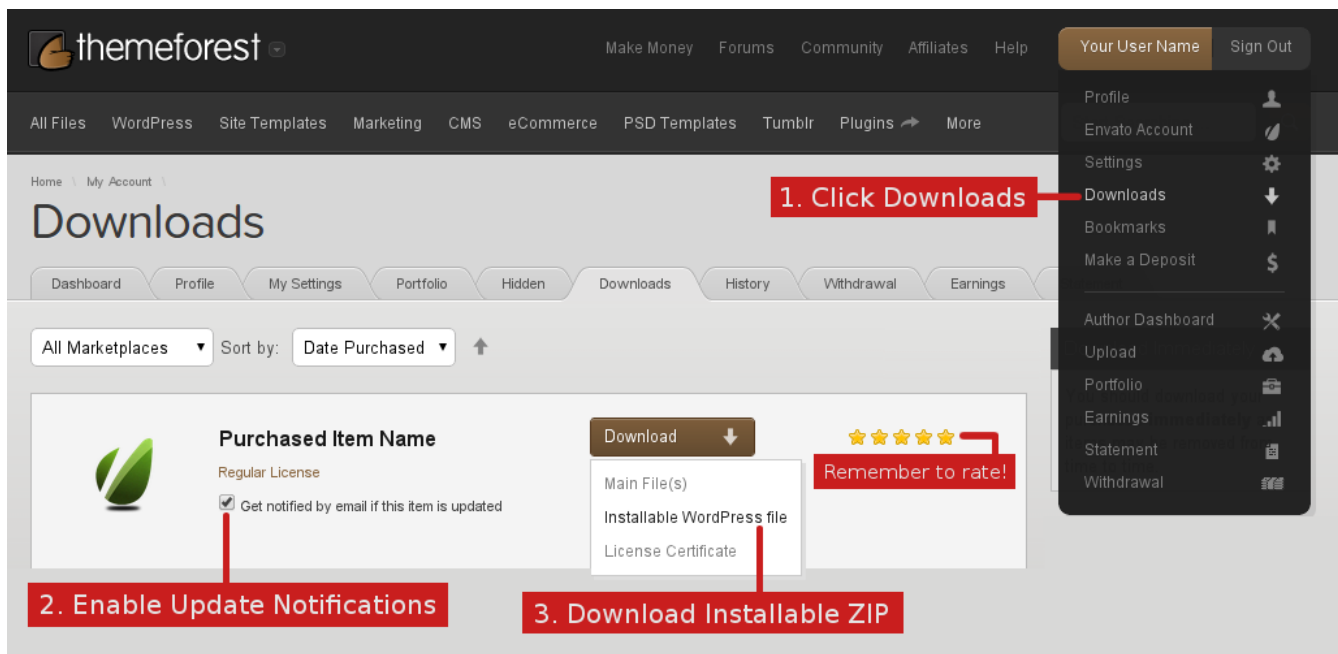 themeforest
Make Money Forums Community Affiliates Help
Your User Name Sign Out
All Files WordPress Site Templates Marketing CMS eCommerce PSD Templates Tumblr Plugins More
Profile
Envato Account
Settings
Downloads
Bookmarks
Make a Deposit
Author Dashboard
Upload
Portfolio
Earnings
Statement
Withdrawal
Home \ My Account \
1. Click Downloads
Downloads
Dashboard Profile My Settings Portfolio Hidden Downloads History Withdrawal Earnings
All Marketplaces Sort by: Date Purchased
Purchased Item Name
Regular License
Get notified by email if this item is updated
Download
Main File(s)
Installable WordPress file
License Certificate
Remember to rate!
2. Enable Update Notifications
3. Download Installable ZIP